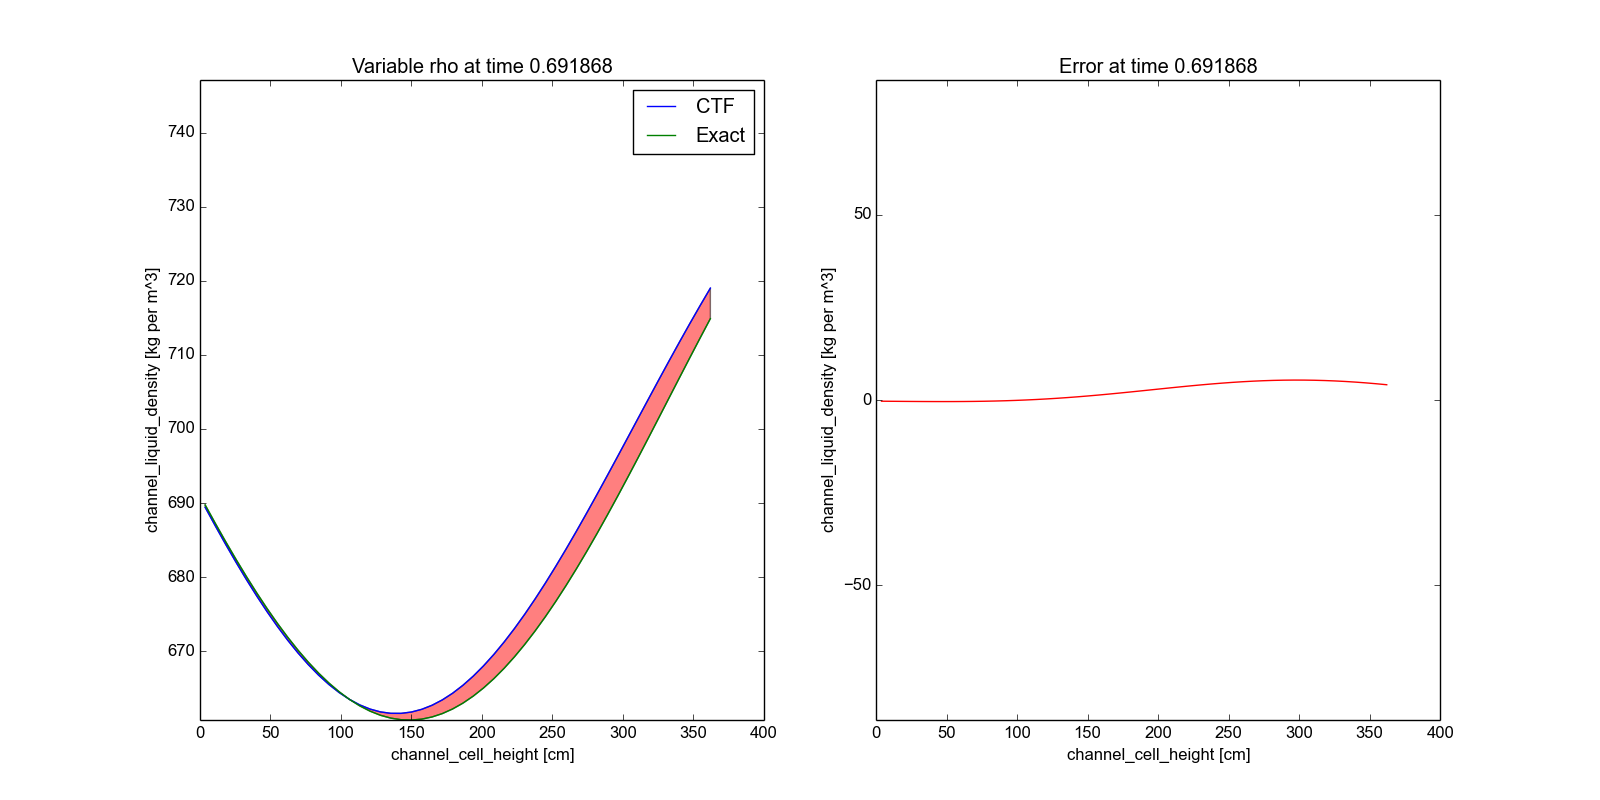 Variable rho at time 0.691868
CTF
Exact
740
730
720
710
700
690
680
670
channel_liquid_density [kg per m^3]
0 50 100 150 200 250 300 350 400
channel_cell_height [cm]
Error at time 0.691868
50
0
−50
channel_liquid_density [kg per m^3]
0 50 100 150 200 250 300 350 400
channel_cell_height [cm]